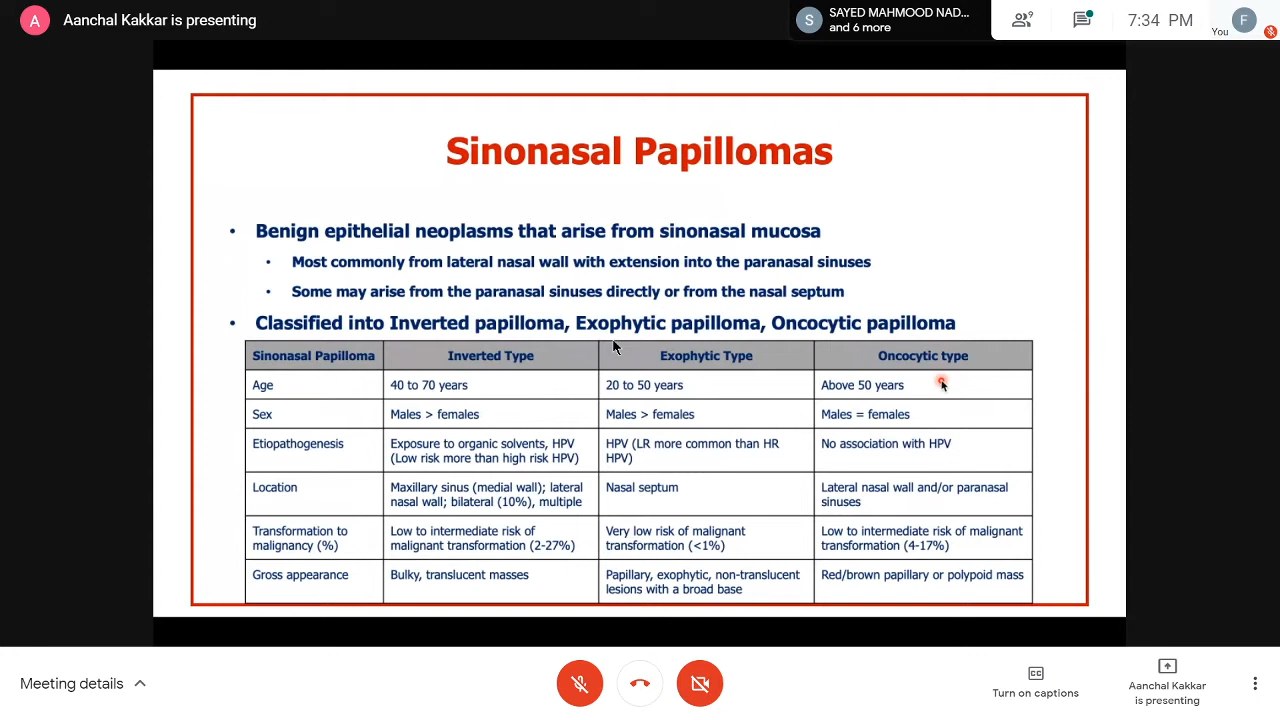 A
Aanchal Kakkar is presenting
S
SAYED MAHMOOD NAD...
and 6 more
9
7:34 PM
You
F
Sinonasal Papillomas
• Benign epithelial neoplasms that arise from sinonasal mucosa
• Most commonly from lateral nasal wall with extension into the paranasal sinuses
• Some may arise from the paranasal sinuses directly or from the nasal septum
• Classified into Inverted papilloma, Exophytic papilloma, Oncocytic papilloma
Sinonasal Papilloma Inverted Type Exophytic Type Oncocytic type
Age 40 to 70 years 20 to 50 years Above 50 years
Sex Males > females Males > females Males = females
Etiopathogenesis Exposure to organic solvents, HPV HPV (LR more common than HR No association with HPV
(Low risk more than high risk HPV) HPV)
Location Maxillary sinus (medial wall); lateral Nasal septum Lateral nasal wall and/or paranasal
nasal wall; bilateral (10%), multiple sinuses
Transformation to Low to intermediate risk of Very low risk of malignant Low to intermediate risk of malignant
malignancy (%) malignant transformation (2-27%) transformation (<1%) transformation (4-17%)
Gross appearance Bulky, translucent masses Papillary, exophytic, non-translucent Red/brown papillary or polypoid mass
lesions with a broad base
Meeting details
CC
Turn on captions
Aanchal Kakkar
is presenting